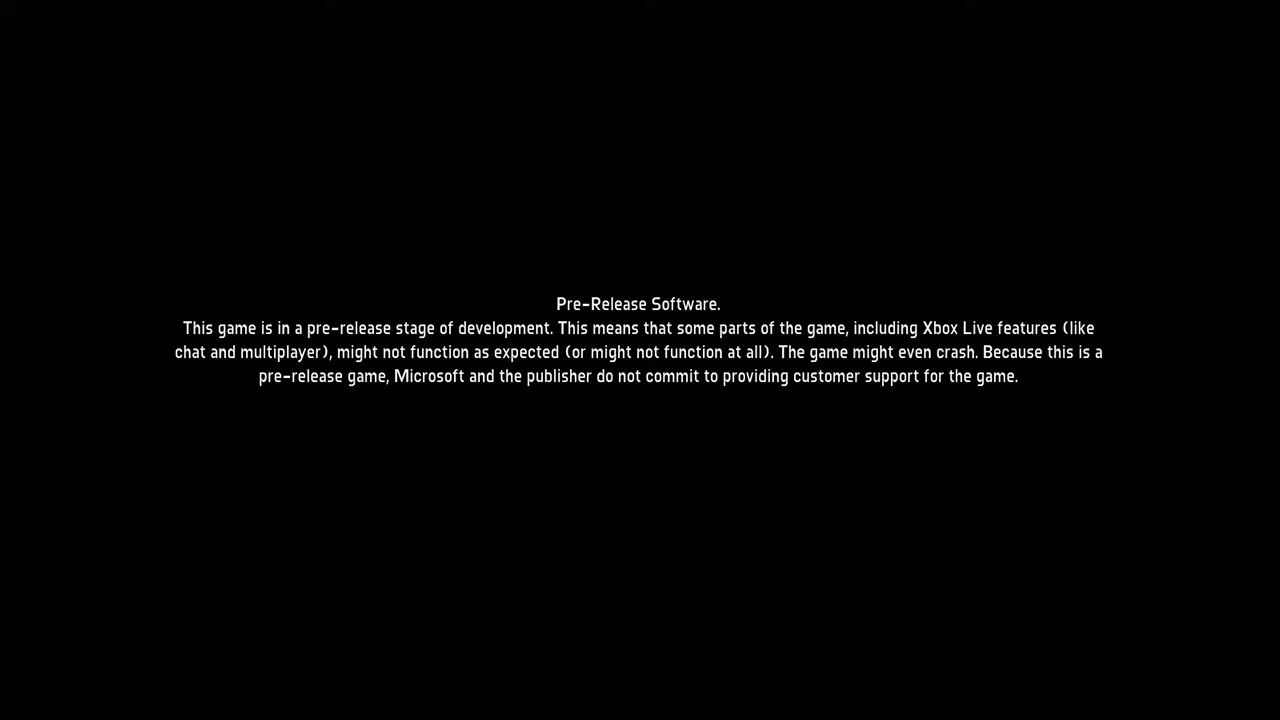 Pre-Release Software.
This game is in a pre-release stage of development. This means that some parts of the game, including Xbox Live features (like
chat and multiplayer), might not function as expected (or might not function at all). The game might even crash. Because this is a
pre-release game, Microsoft and the publisher do not commit to providing customer support for the game.